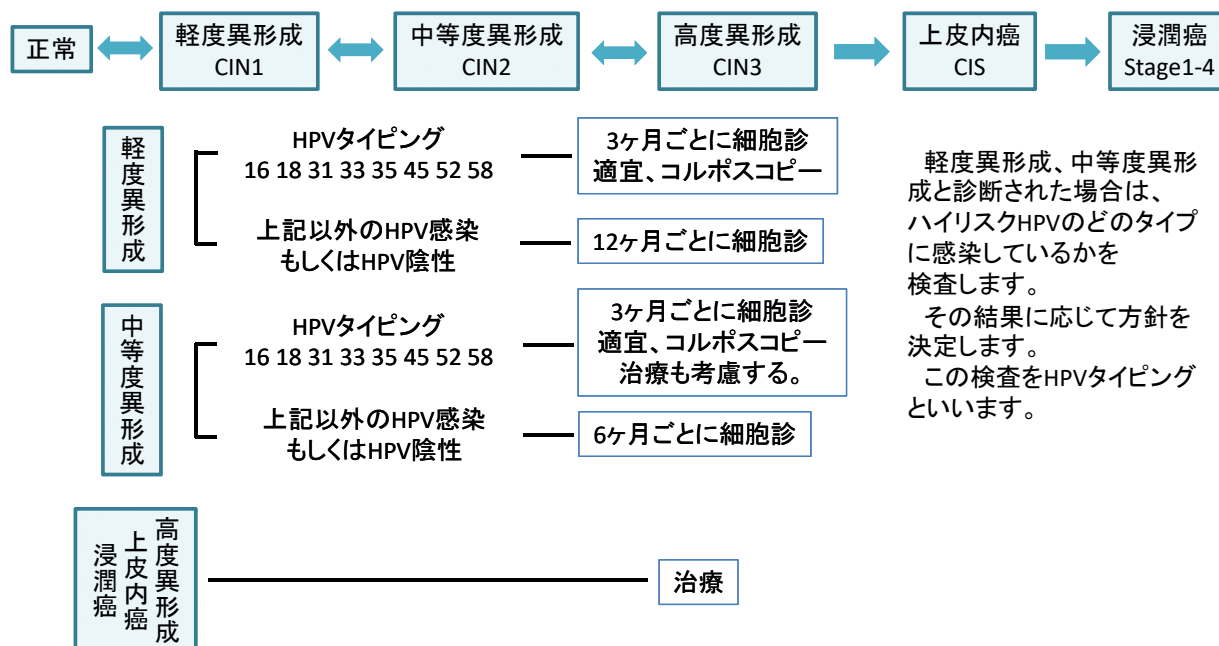 正常
軽度異形成
CIN1
中等度異形成
CIN2
高度異形成
CIN3
上皮内癌
CIS
浸潤癌
Stage1-4
軽度異形成
HPVタイピング
16 18 31 33 35 45 52 58
3ヶ月ごとに細胞診
適宜、コルポスコピー
上記以外のHPV感染
もしくはHPV陰性
12ヶ月ごとに細胞診
中等度異形成
HPVタイピング
16 18 31 33 35 45 52 58
3ヶ月ごとに細胞診
適宜、コルポスコピー
治療も考慮する。
上記以外のHPV感染
もしくはHPV陰性
6ヶ月ごとに細胞診
軽度異形成、中等度異形
成と診断された場合は、
ハイリスクHPVのどのタイプ
に感染しているかを
検査します。
その結果に応じて方針を
決定します。
この検査をHPVタイピング
といいます。
高度異形成
上皮内癌
浸潤癌
治療